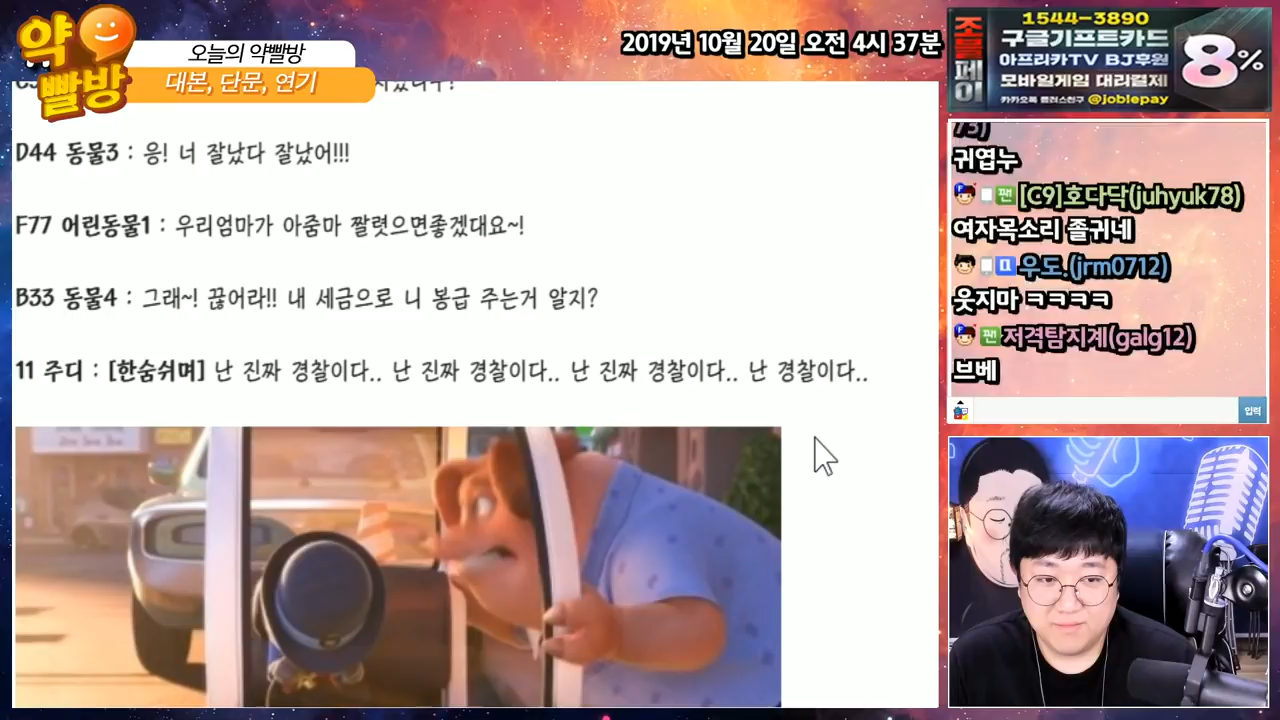 약
빨방
오늘의 약빨방
대본, 단문, 연기
2019년 10월 20일 오전 4시 37분
조블페이
1544-3890
구글기프트카드
아프리카TV BJ후원
모바일게임 대리결제
카카오톡 플러스친구 @joblepay
8%
D44 동물3 : 응! 너 잘났다 잘났어!!!
F77 어린동물1 : 우리엄마가 아줌마 짤렷으면좋겠대요~!
B33 동물4 : 그래~! 끊어라!! 내 세금으로 니 봉급 주는거 알지?
11 주디 : [한숨쉬며] 난 진짜 경찰이다.. 난 진짜 경찰이다.. 난 진짜 경찰이다.. 난 경찰이다..
73)
귀엽누
팬 [C9]호다닥(juhyuk78)
여자목소리 졸귀네
우도.(jrm0712)
웃지마 ㅋㅋㅋㅋ
팬 저격탐지계(galg12)
브베
입력